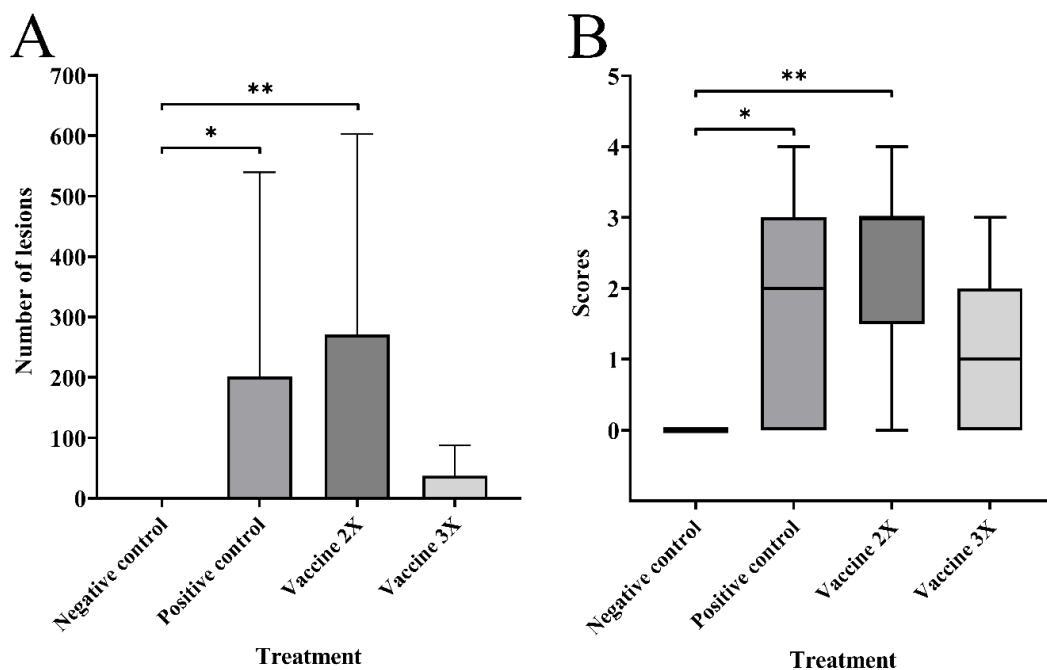 A
700
600
500
400
300
200
100
0
Number of lesions
*
**
Negative control
Positive control
Vaccine 2X
Vaccine 3X
Treatment
B
5
4
3
2
1
0
Scores
*
**
Negative control
Positive control
Vaccine 2X
Vaccine 3X
Treatment